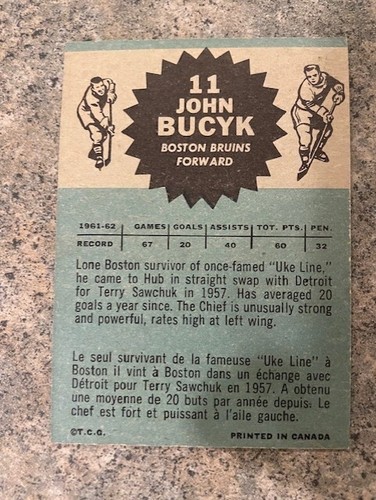 11
JOHN
BUCYK
BOSTON BRUINS
FORWARD
1961-62 GAMES GOALS ASSISTS TOT. PTS. PEN.
RECORD 67 20 40 60 32
Lone Boston survivor of once-famed "Uke Line,"
he came to Hub in straight swap with Detroit
for Terry Sawchuk in 1957. Has averaged 20
goals a year since. The Chief is unusually strong
and powerful, rates high at left wing.
Le seul survivant de la fameuse "Uke Line" à
Boston il vint à Boston dans un échange avec
Détroit pour Terry Sawchuk en 1957. A obtenu
une moyenne de 20 buts par année depuis. Le
chef est fort et puissant à l'aile gauche.
©T.C.G. PRINTED IN CANADA